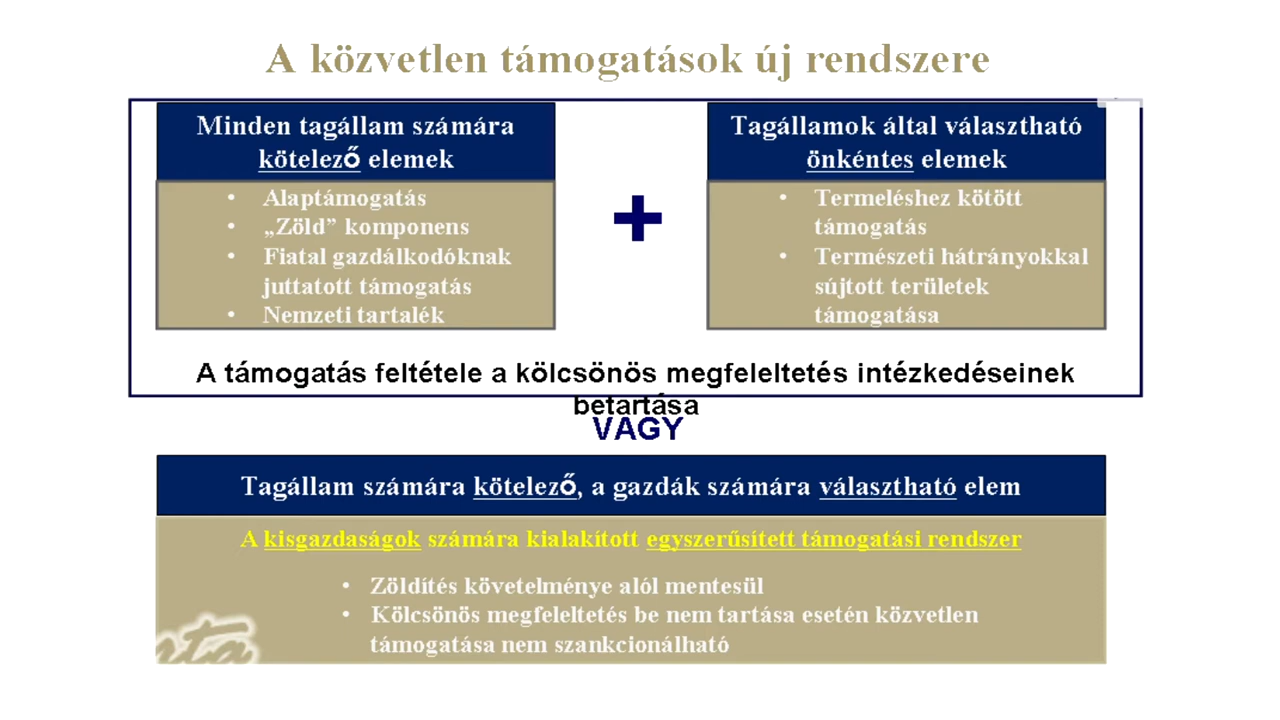 A közvetlen támogatások új rendszere
Minden tagállam számára
kötelező elemek
• Alaptámogatás
• „Zöld” komponens
• Fiatal gazdálkodóknak
juttatott támogatás
• Nemzeti tartalék
+
Tagállamok által választható
önkéntes elemek
• Termeléshez kötött
támogatás
• Természeti hátrányokkal
sújtott területek
támogatása
A támogatás feltétele a kölcsönös megfeleltetés intézkedéseinek
betartása
VAGY
Tagállam számára kötelező, a gazdák számára választható elem
A kisgazdaságok számára kialakított egyszerűsített támogatási rendszer
• Zöldítés követelménye alól mentesül
• Kölcsönös megfeleltetés be nem tartása esetén közvetlen
támogatása nem szankcionálható